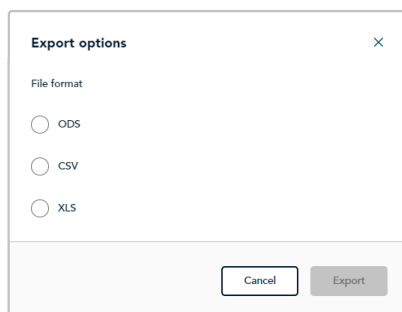 Export options
File format
ODS
CSV
XLS
Cancel Export